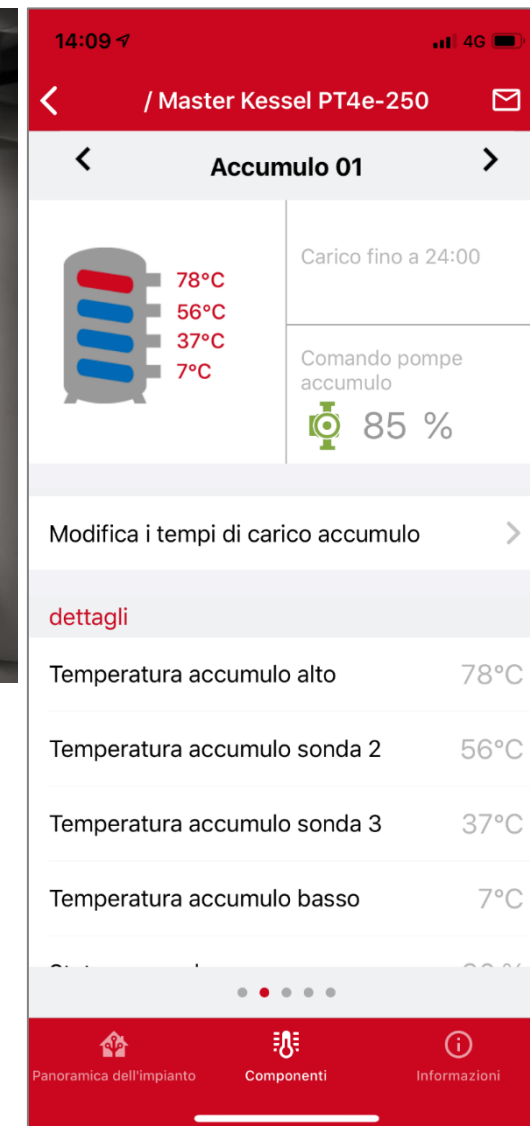 14:09
4G
/ Master Kessel PT4e-250
Accumulo 01
78°C
56°C
37°C
7°C
Carico fino a 24:00
Comando pompe
accumulo
85 %
Modifica i tempi di carico accumulo
dettagli
Temperatura accumulo alto 78°C
Temperatura accumulo sonda 2 56°C
Temperatura accumulo sonda 3 37°C
Temperatura accumulo basso 7°C
Panoramica dell'impianto
Componenti
Informazioni